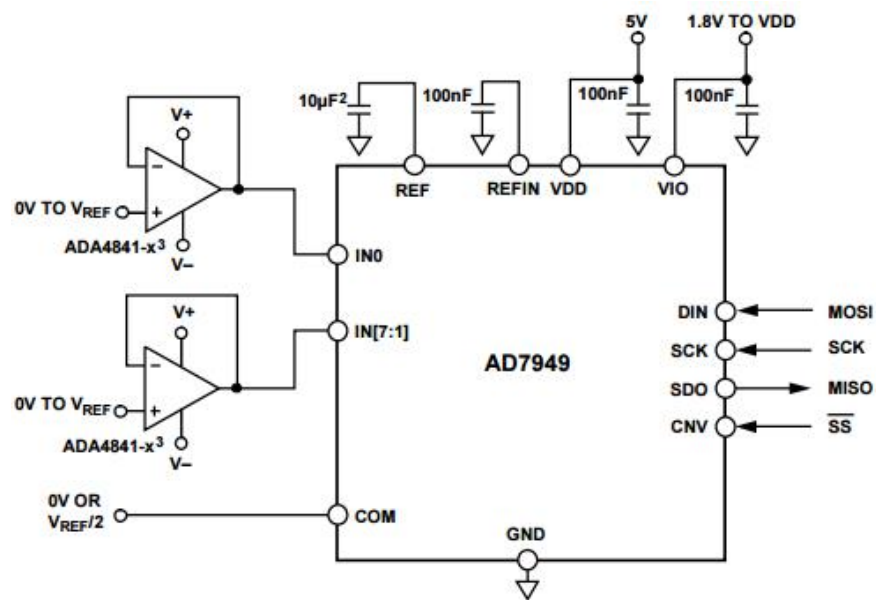 5V
1.8V TO VDD
10µF²
100nF
100nF
100nF
V+
REF
REFIN
VDD
VIO
−
0V TO VREF
+
ADA4841-x³
V−
IN0
V+
IN[7:1]
−
0V TO VREF
+
ADA4841-x³
V−
AD7949
DIN
MOSI
SCK
SCK
SDO
MISO
CNV
SS
0V OR
VREF/2
COM
GND